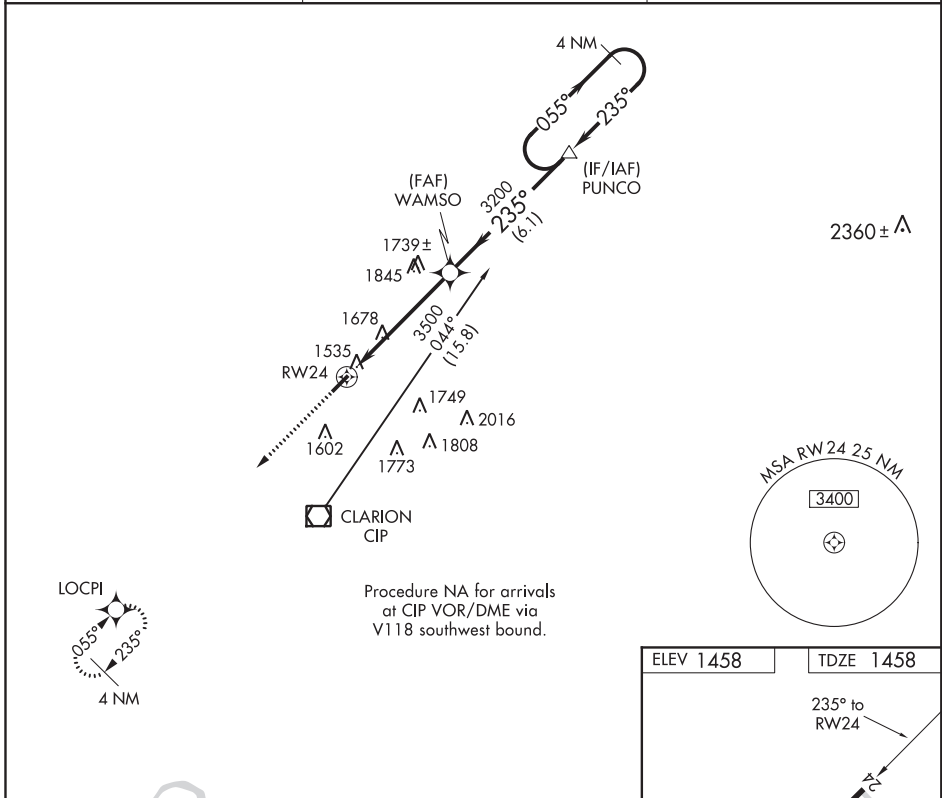 4 NM
055°
235°
(IF/IAF)
PUNCO
(FAF)
WAMSO
3200
235°
(6.1)
2360±
1739±
1845
1678
3500
044°
(15.8)
1535
RW24
1749
2016
1602
1808
1773
MSA RW24 25 NM
3400
CLARION
CIP
LOCPI
055°
235°
4 NM
Procedure NA for arrivals
at CIP VOR/DME via
V118 southwest bound.
ELEV 1458
TDZE 1458
235° to
RW24
24